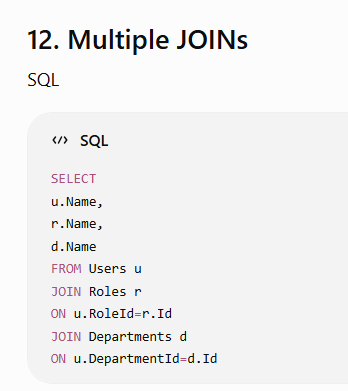 12. Multiple JOINs
SQL
</> SQL
SELECT
u.Name,
r.Name,
d.Name
FROM Users u
JOIN Roles r
ON u.RoleId=r.Id
JOIN Departments d
ON u.DepartmentId=d.Id